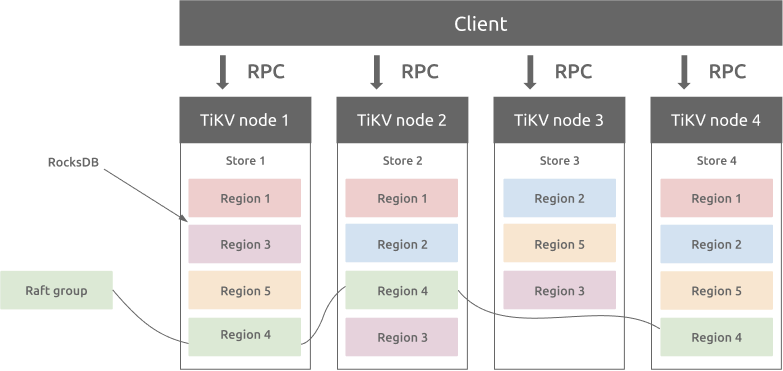 Client
RPC RPC RPC RPC
TiKV node 1 TiKV node 2 TiKV node 3 TiKV node 4
Store 1 Store 2 Store 3 Store 4
RocksDB
Region 1 Region 1 Region 2 Region 1
Region 3 Region 2 Region 5 Region 2
Raft group Region 5 Region 4 Region 3 Region 5
Region 4 Region 3 Region 4